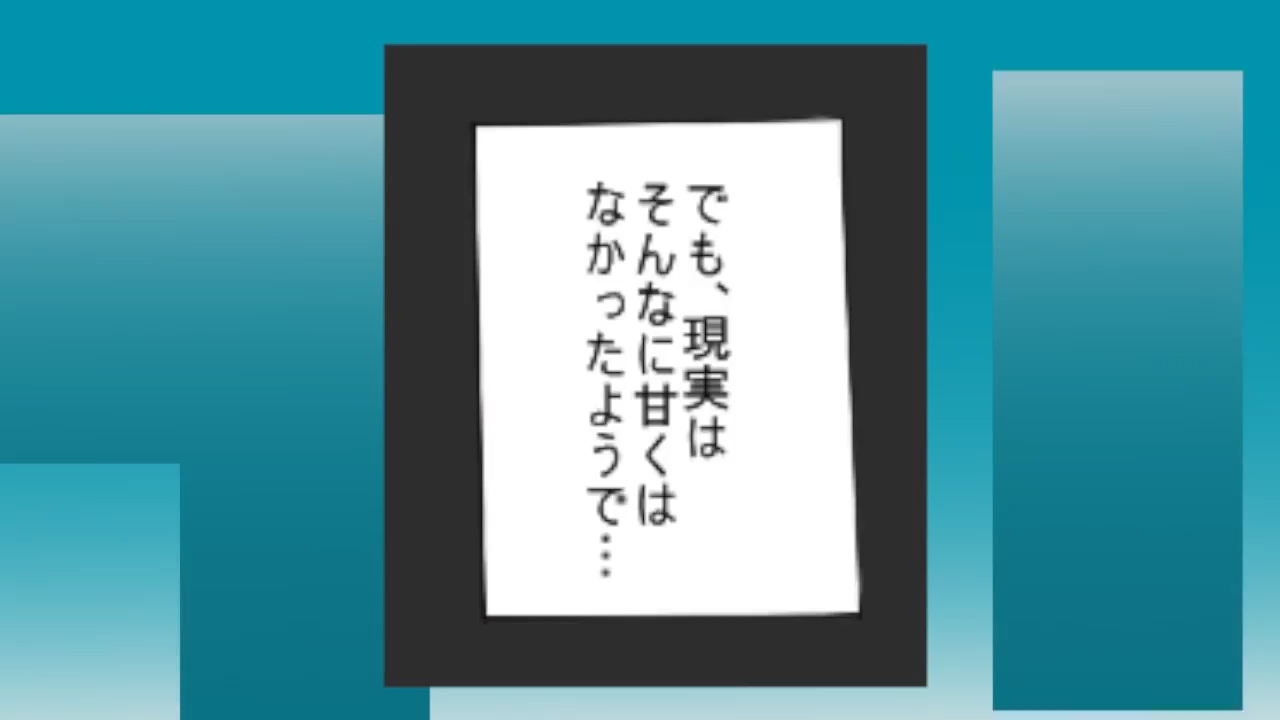 でも、現実は
そんなに甘くは
なかったようで…